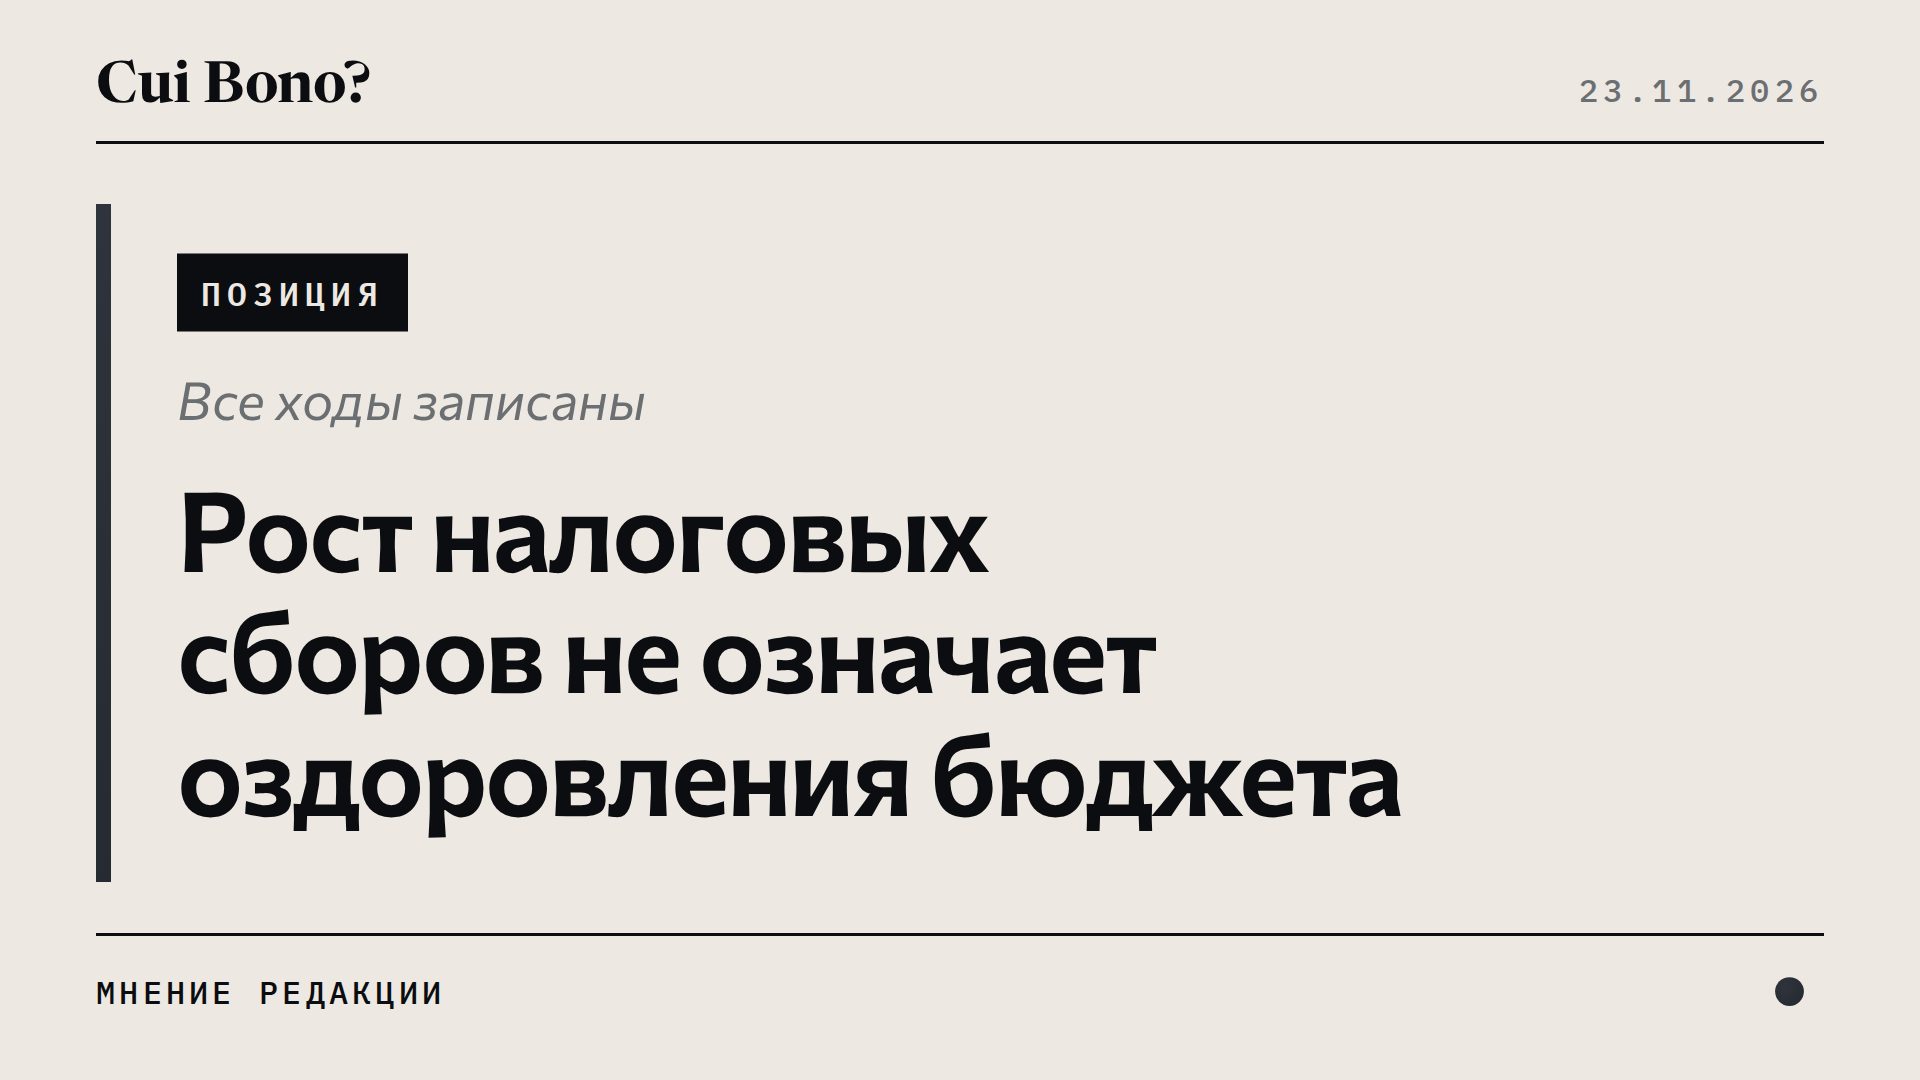 Cui Bono?
23.11.2026
ПОЗИЦИЯ
Все ходы записаны
Рост налоговых
сборов не означает
оздоровления бюджета
МНЕНИЕ РЕДАКЦИИ